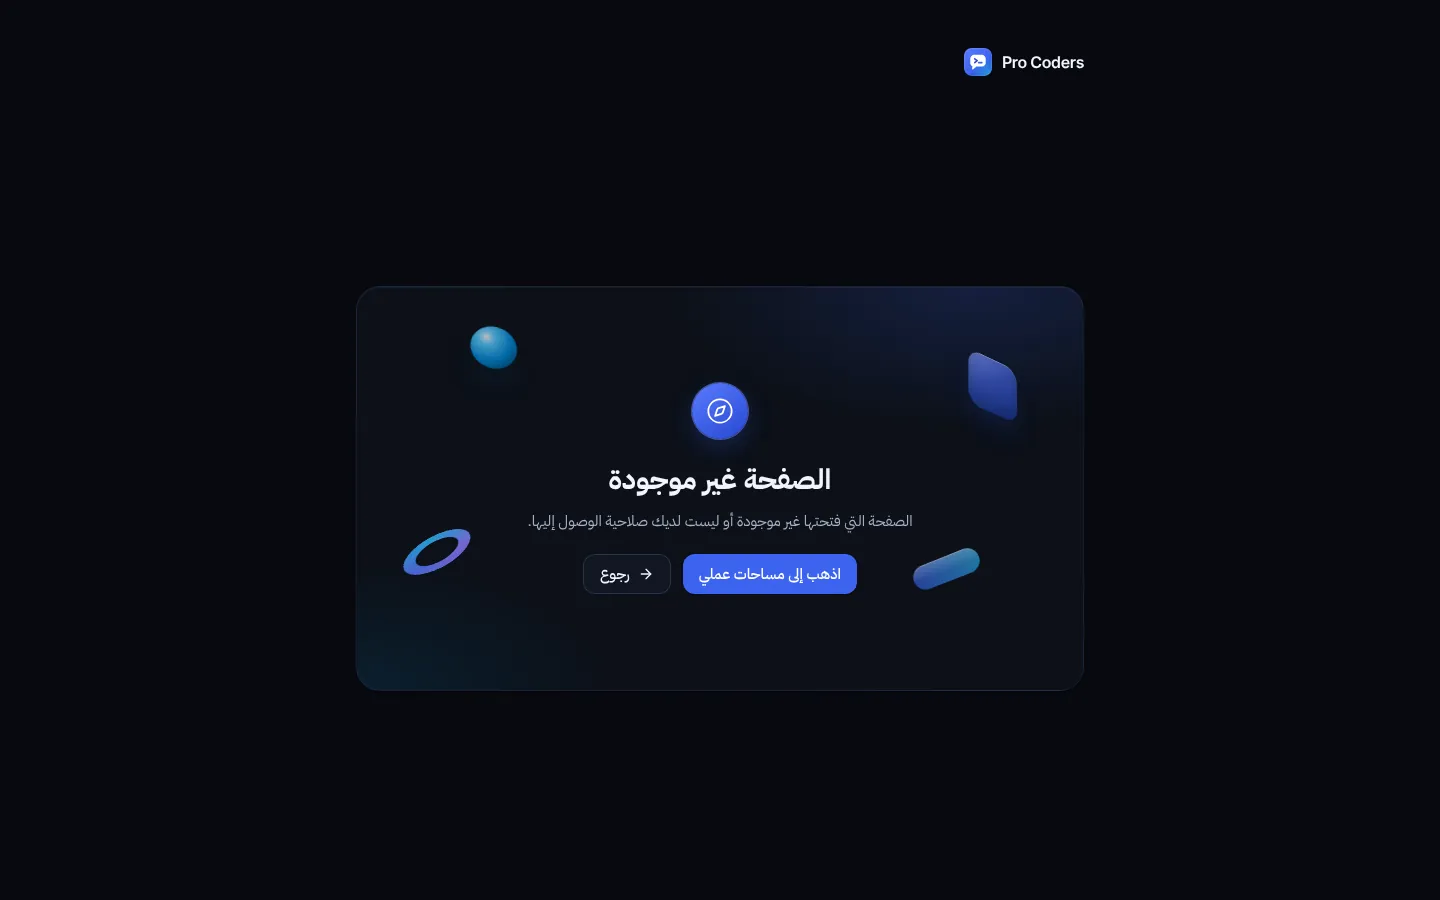 Pro Coders
الصفحة غير موجودة
الصفحة التي فتحتها غير موجودة أو ليست لديك صلاحية الوصول إليها.
اذهب إلى مساحات عملي
رجوع